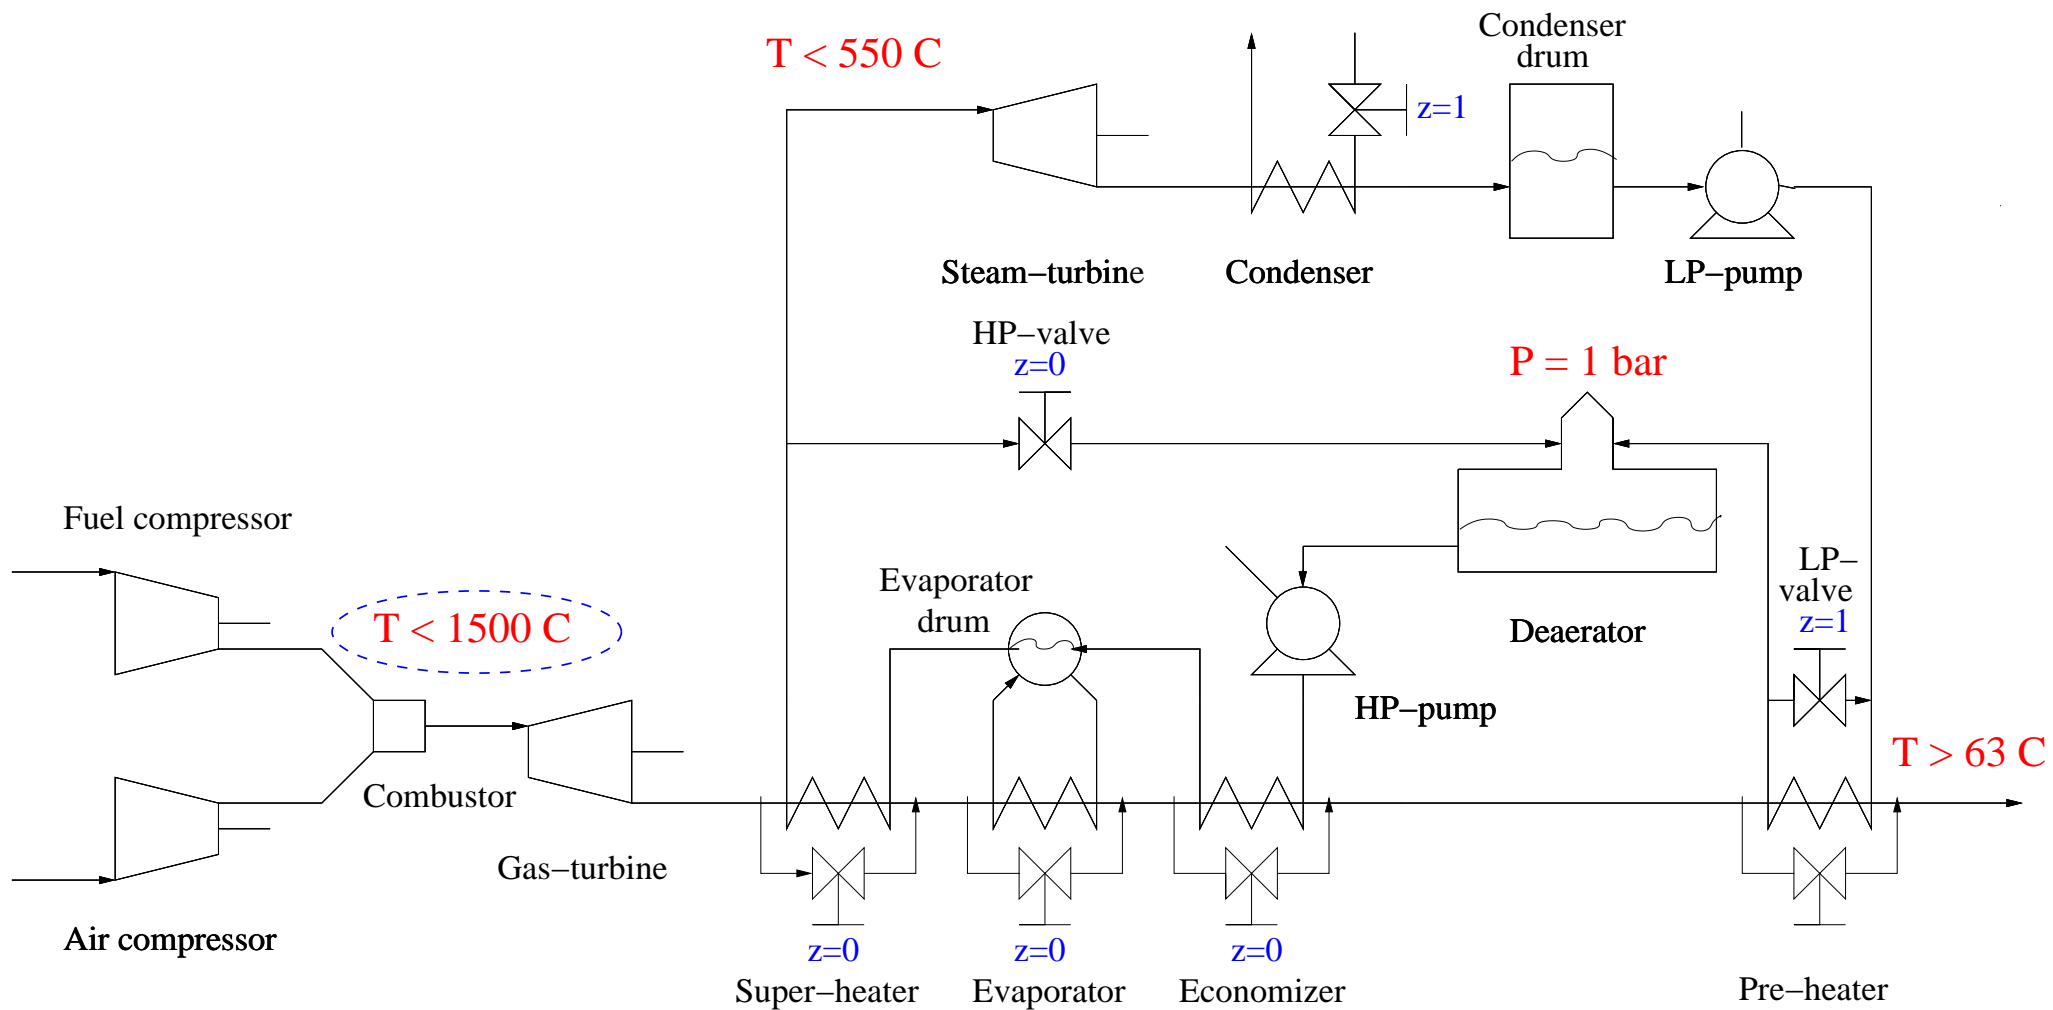 Condenser
drum
T < 550 C
z=1
Steam−turbine
Condenser
LP−pump
HP−valve
z=0
P = 1 bar
Fuel compressor
Evaporator
drum
LP−
valve
z=1
T < 1500 C
Deaerator
HP−pump
T > 63 C
Combustor
Gas−turbine
Air compressor
z=0
z=0
z=0
Super−heater
Evaporator
Economizer
Pre−heater